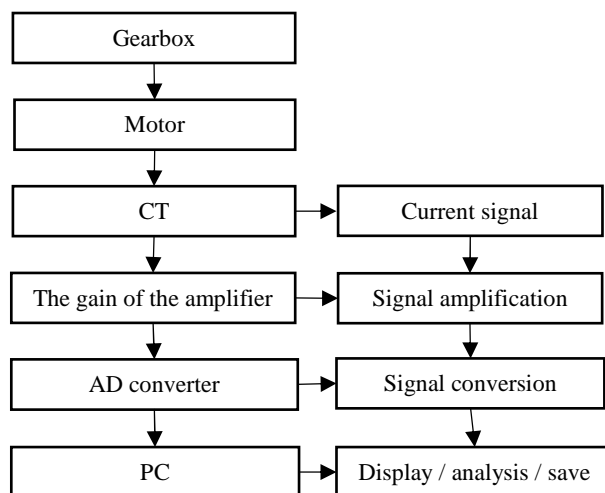 Gearbox
Motor
CT
Current signal
The gain of the amplifier
Signal amplification
AD converter
Signal conversion
PC
Display / analysis / save